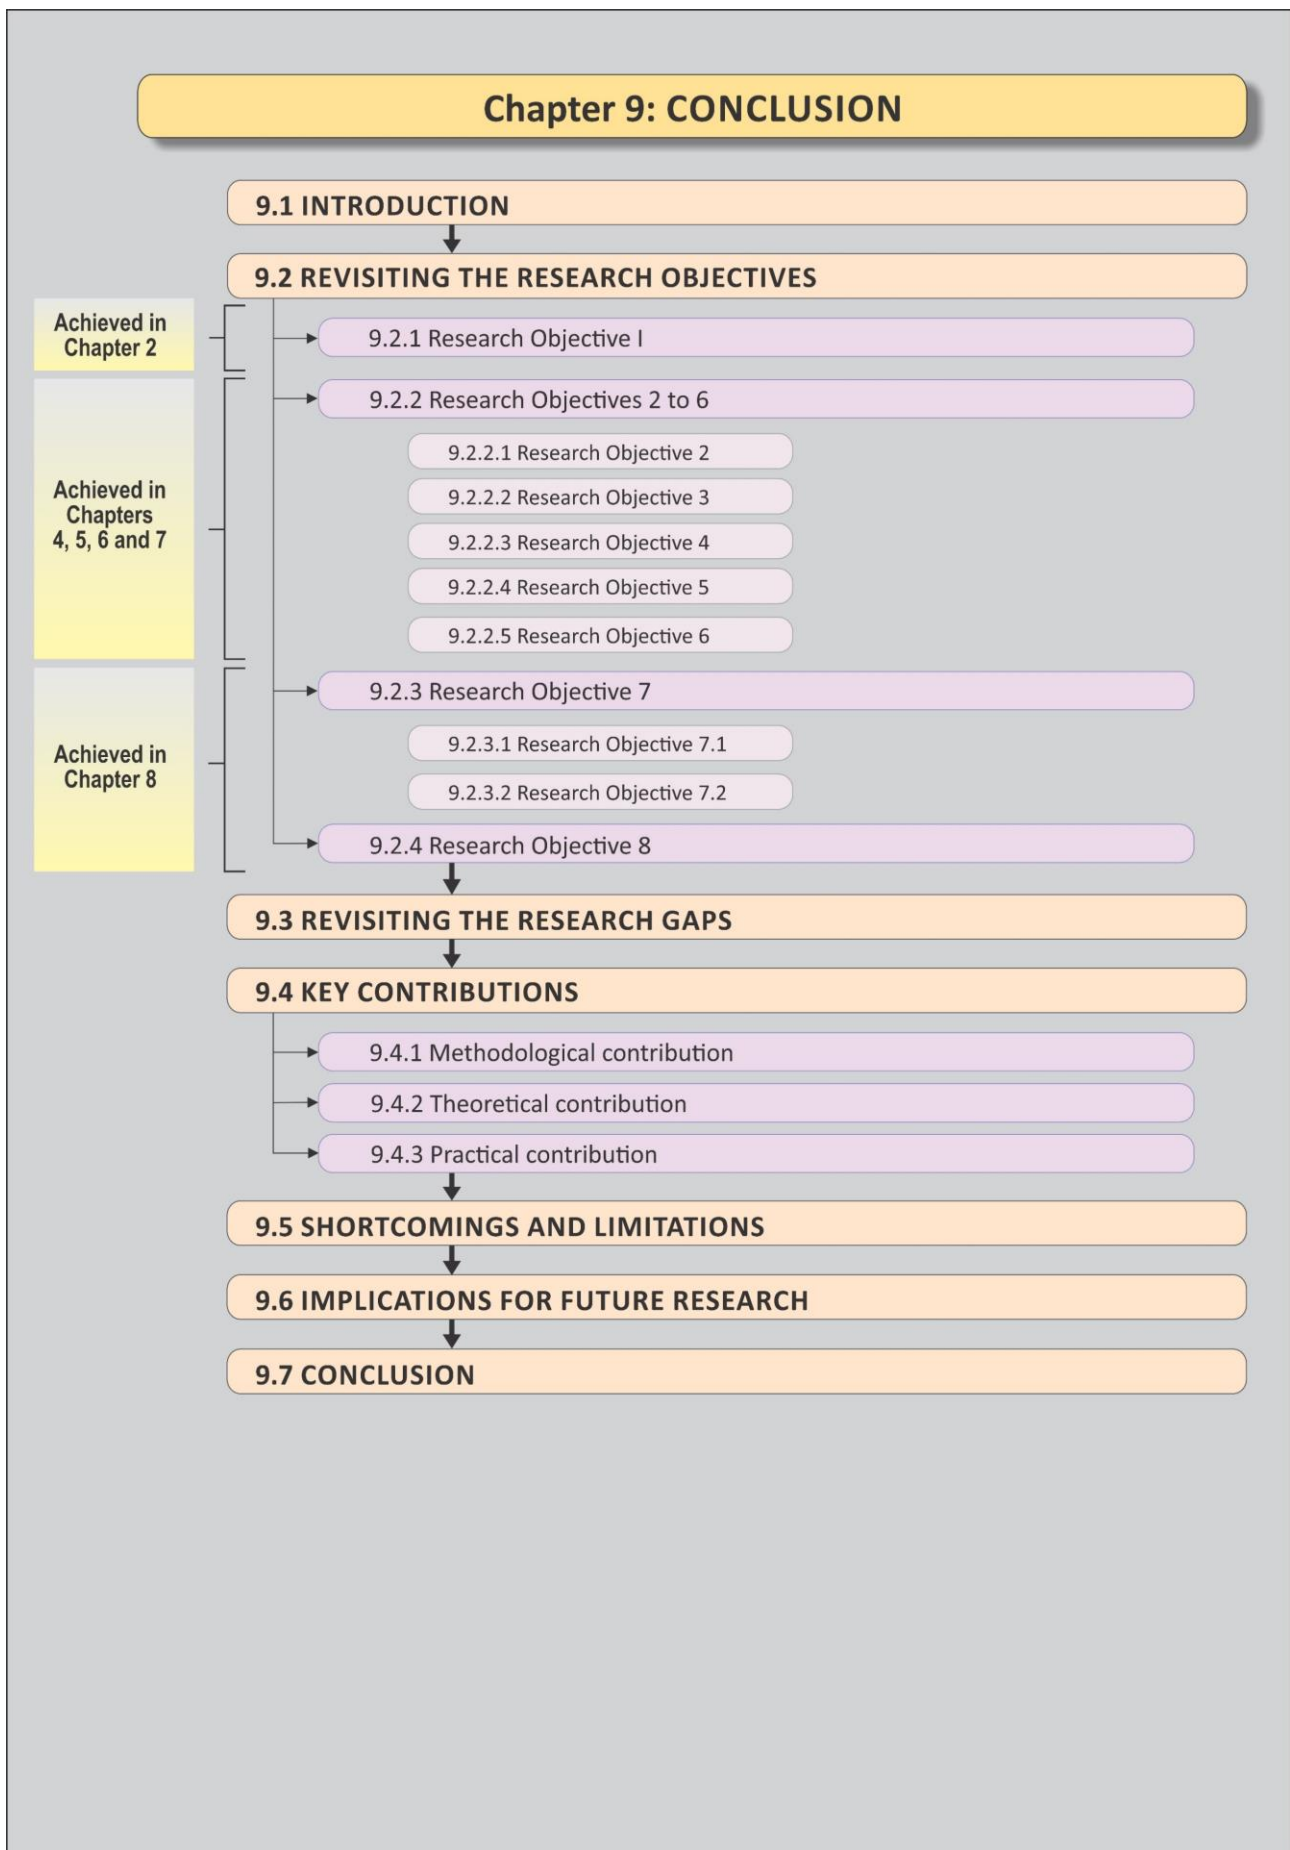 Chapter 9: CONCLUSION
9.1 INTRODUCTION
9.2 REVISITING THE RESEARCH OBJECTIVES
Achieved in
Chapter 2
9.2.1 Research Objective I
Achieved in
Chapters
4, 5, 6 and 7
9.2.2 Research Objectives 2 to 6
9.2.2.1 Research Objective 2
9.2.2.2 Research Objective 3
9.2.2.3 Research Objective 4
9.2.2.4 Research Objective 5
9.2.2.5 Research Objective 6
Achieved in
Chapter 8
9.2.3 Research Objective 7
9.2.3.1 Research Objective 7.1
9.2.3.2 Research Objective 7.2
9.2.4 Research Objective 8
9.3 REVISITING THE RESEARCH GAPS
9.4 KEY CONTRIBUTIONS
9.4.1 Methodological contribution
9.4.2 Theoretical contribution
9.4.3 Practical contribution
9.5 SHORTCOMINGS AND LIMITATIONS
9.6 IMPLICATIONS FOR FUTURE RESEARCH
9.7 CONCLUSION